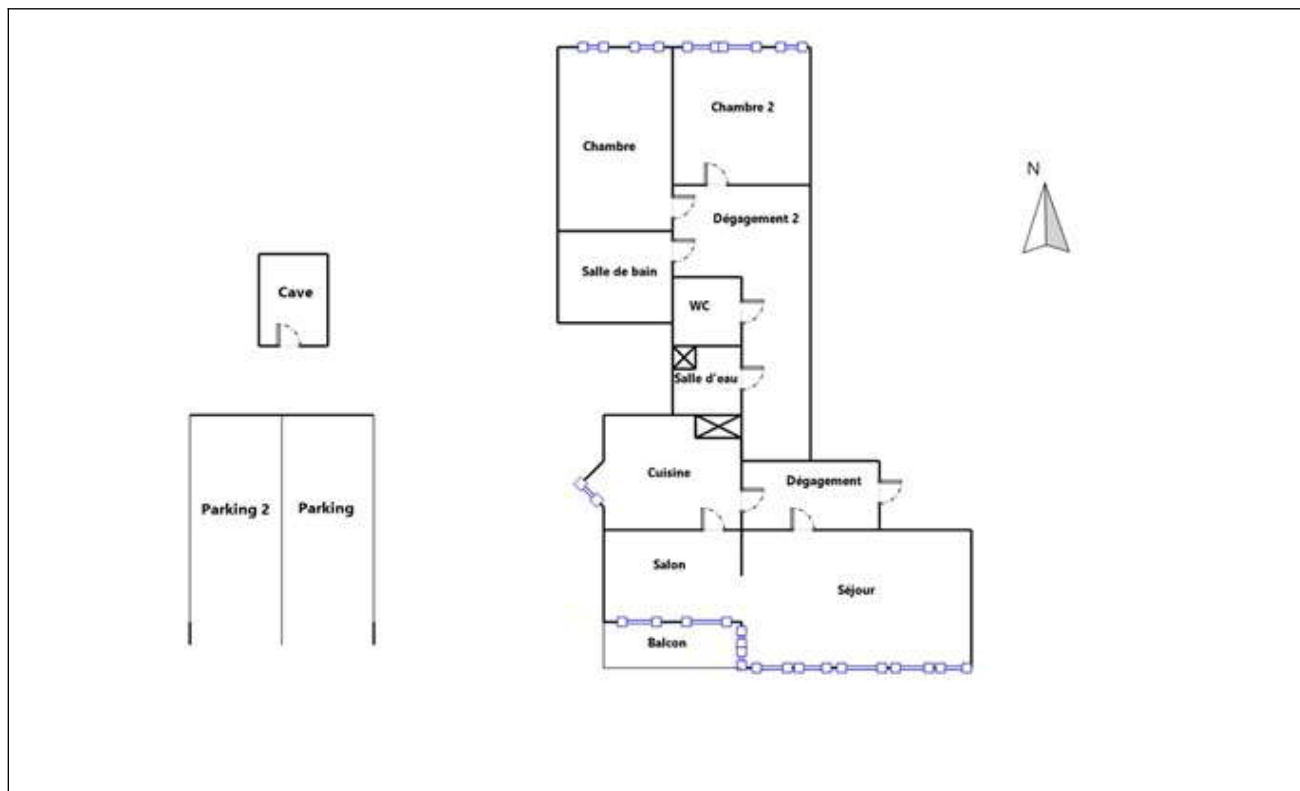 Chambre 2
Chambre
N
Dégagement 2
Salle de bain
Cave
WC
Salle d'eau
Cuisine
Dégagement
Parking 2
Parking
Salon
Séjour
Balcon